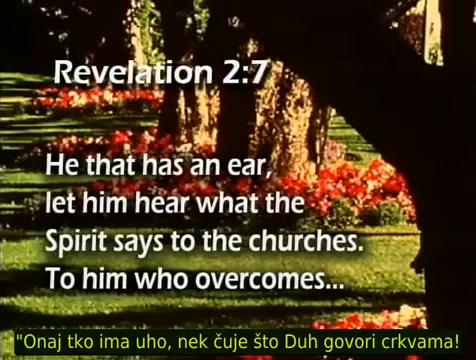 Revelation 2:7
He that has an ear,
let him hear what the
Spirit says to the churches.
To him who overcomes...
"Onaj tko ima uho, nek čuje što Duh govori crkvama!